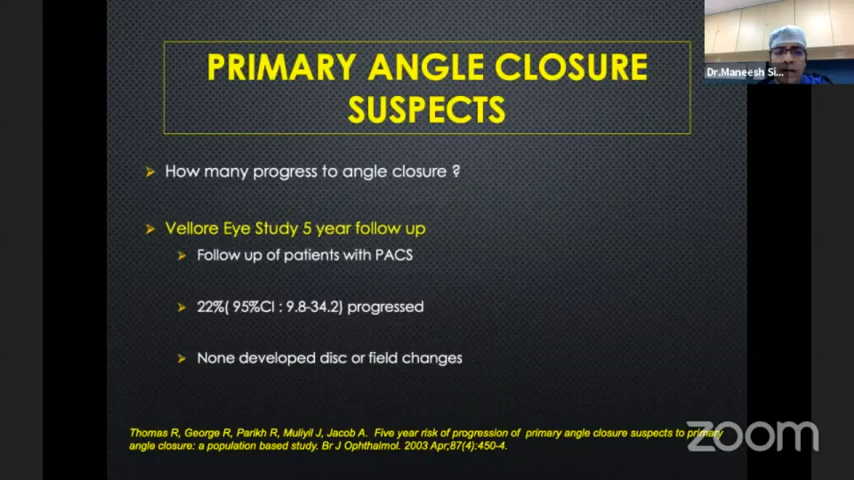 PRIMARY ANGLE CLOSURE
SUSPECTS
Dr.Maneesh Si...
How many progress to angle closure ?
Vellore Eye Study 5 year follow up
Follow up of patients with PACS
22%( 95%CI : 9.8-34.2) progressed
None developed disc or field changes
Thomas R, George R, Parikh R, Muliyil J, Jacob A. Five year risk of progression of primary angle closure suspects to primary
angle closure: a population based study. Br J Ophthalmol. 2003 Apr;87(4):450-4.
zoom